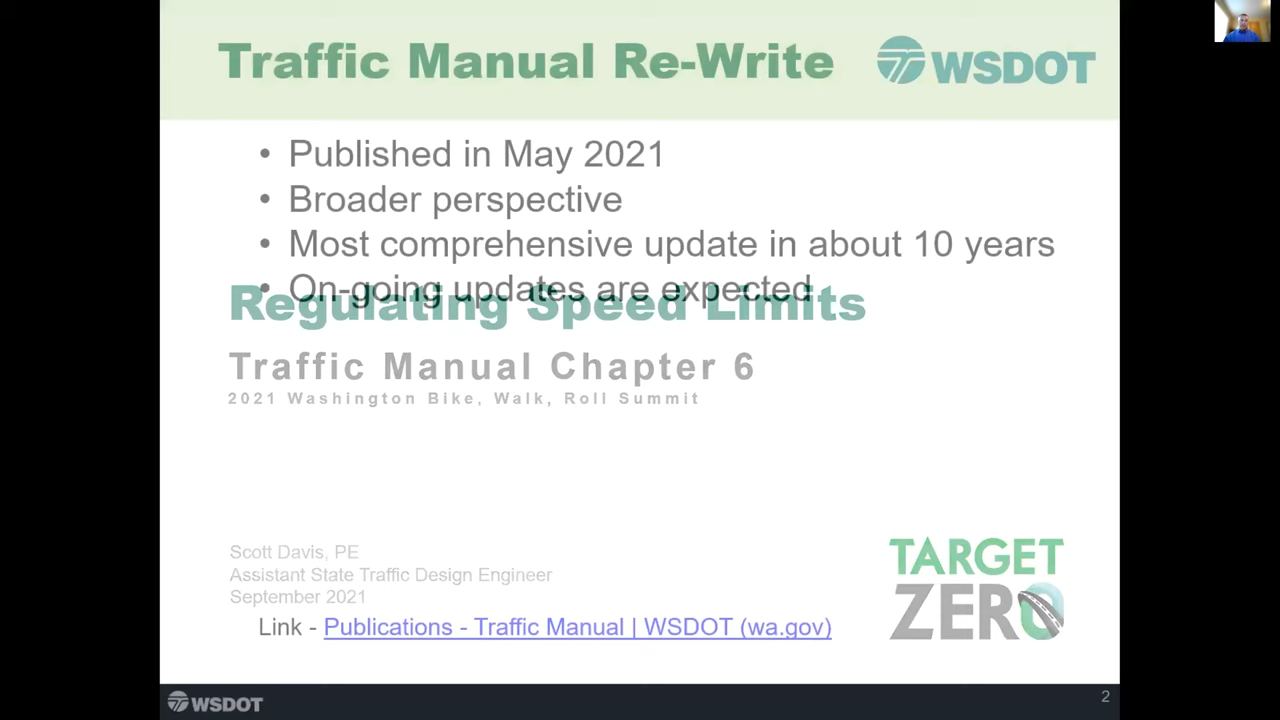 Traffic Manual Re-Write
WSDOT
• Published in May 2021
• Broader perspective
• Most comprehensive update in about 10 years
• On-going updates are expected
Regulating Speed Limits
Traffic Manual Chapter 6
2021 Washington Bike, Walk, Roll Summit
Scott Davis, PE
Assistant State Traffic Design Engineer
September 2021
Link - Publications - Traffic Manual | WSDOT (wa.gov)
TARGET
ZERO
WSDOT
2